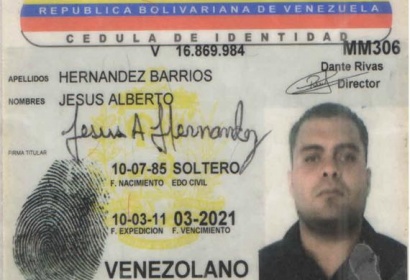 REPUBLICA BOLIVARIANA DE VENEZUELA
CEDULA DE IDENTIDAD
V 16.869.984 MM306
Dante Rivas
Director
APELLIDOS HERNANDEZ BARRIOS
NOMBRES JESUS ALBERTO
Jesus A Hernandez
FIRMA TITULAR
10-07-85 SOLTERO
F. NACIMIENTO EDO CIVIL
10-03-11 03-2021
F. EXPEDICION F. VENCIMIENTO
VENEZOLANO